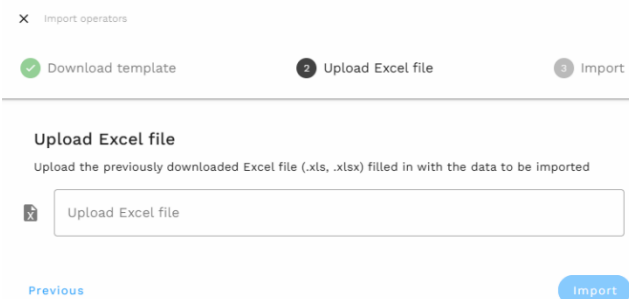 Import operators
Download template
2 Upload Excel file
3 Import
Upload Excel file
Upload the previously downloaded Excel file (.xls, .xlsx) filled in with the data to be imported
Upload Excel file
Previous
Import